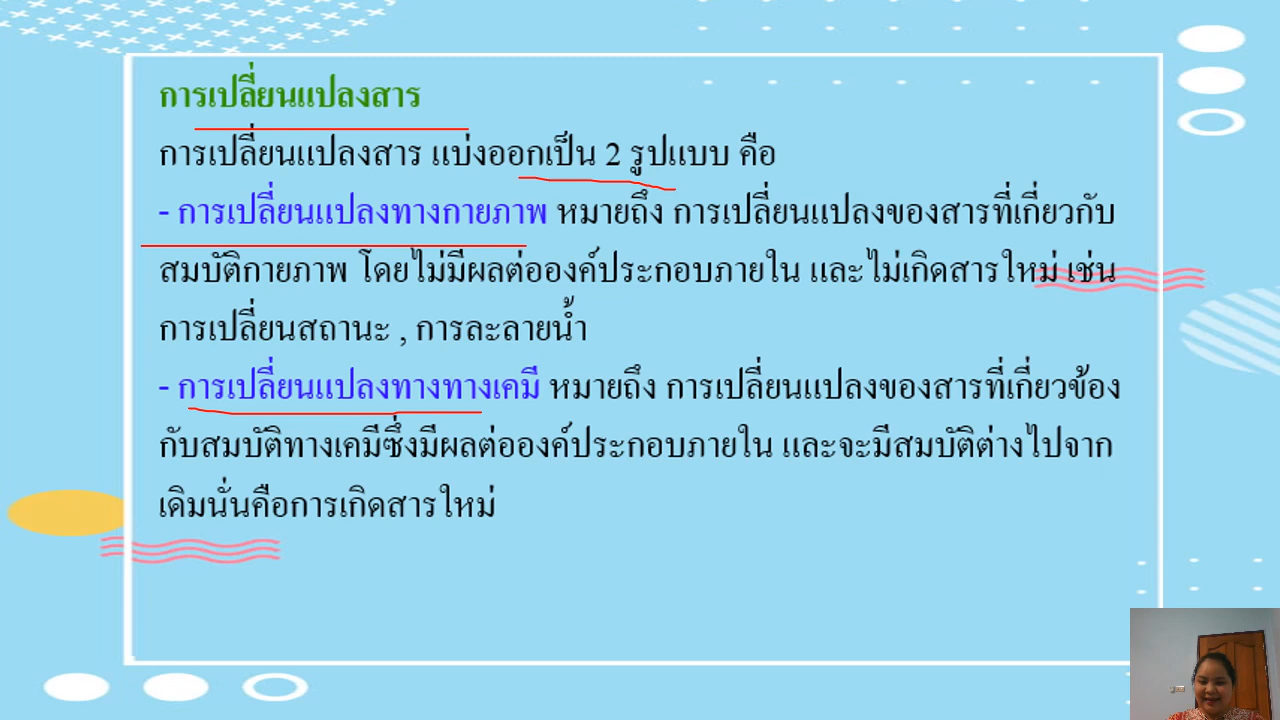 การเปลี่ยนแปลงสาร
การเปลี่ยนแปลงสาร แบ่งออกเป็น 2 รูปแบบ คือ
- การเปลี่ยนแปลงทางกายภาพ หมายถึง การเปลี่ยนแปลงของสารที่เกี่ยวกับ
สมบัติกายภาพ โดยไม่มีผลต่อองค์ประกอบภายใน และไม่เกิดสารใหม่ เช่น
การเปลี่ยนสถานะ , การละลายน้ำ
- การเปลี่ยนแปลงทางทางเคมี หมายถึง การเปลี่ยนแปลงของสารที่เกี่ยวข้อง
กับสมบัติทางเคมีซึ่งมีผลต่อองค์ประกอบภายใน และจะมีสมบัติต่างไปจาก
เดิมนั่นคือการเกิดสารใหม่